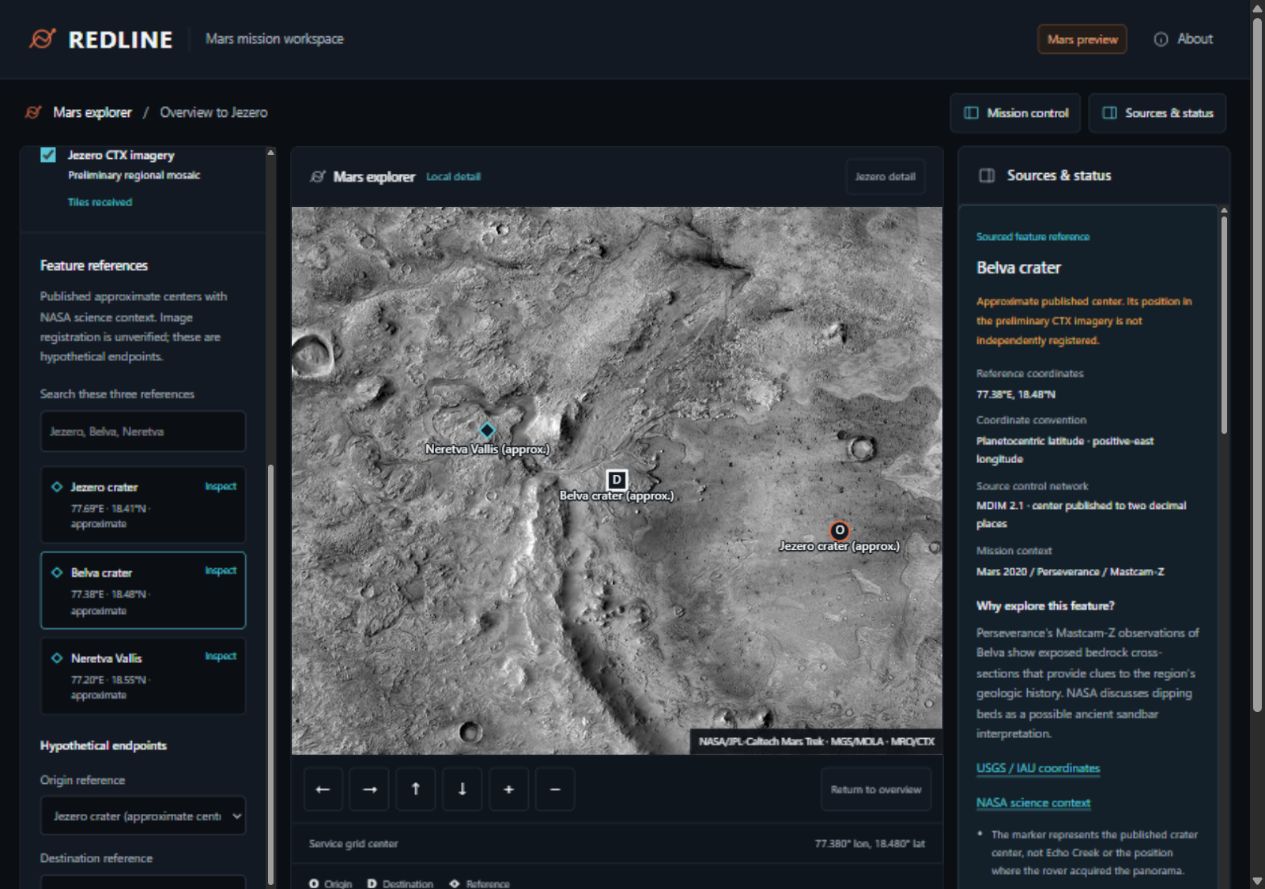 REDLINE
Mars mission workspace
Mars preview
About
Mars explorer / Overview to Jezero
Mission control
Sources & status
Jezero CTX imagery
Preliminary regional mosaic
Tiles received
Feature references
Published approximate centers with
NASA science context. Image
registration is unverified; these are
hypothetical endpoints.
Search these three references
Jezero, Belva, Neretva
Jezero crater
Inspect
77.69°E · 18.41°N ·
approximate
Belva crater
Inspect
77.38°E · 18.48°N ·
approximate
Neretva Vallis
Inspect
77.20°E · 18.55°N ·
approximate
Hypothetical endpoints
Origin reference
Jezero crater (approximate cent
Destination reference
Mars explorer
Local detail
Jezero detail
Neretva Vallis (approx.)
D
Belva crater (approx.)
O
Jezero crater (approx.)
NASA/JPL-Caltech Mars Trek · MGS/MOLA · MRO/CTX
← → ↑ ↓ + −
Return to overview
Service grid center
77.380° lon, 18.480° lat
O Origin D Destination Reference
Sources & status
Sourced feature reference
Belva crater
Approximate published center. Its position in
the preliminary CTX imagery is not
independently registered.
Reference coordinates
77.38°E, 18.48°N
Coordinate convention
Planetocentric latitude · positive-east
longitude
Source control network
MDIM 2.1 · center published to two decimal
places
Mission context
Mars 2020 / Perseverance / Mastcam-Z
Why explore this feature?
Perseverance's Mastcam-Z observations of
Belva show exposed bedrock cross-
sections that provide clues to the region's
geologic history. NASA discusses dipping
beds as a possible ancient sandbar
interpretation.
USGS / IAU coordinates
NASA science context
• The marker represents the published crater
center, not Echo Creek or the position
where the rover acquired the panorama.